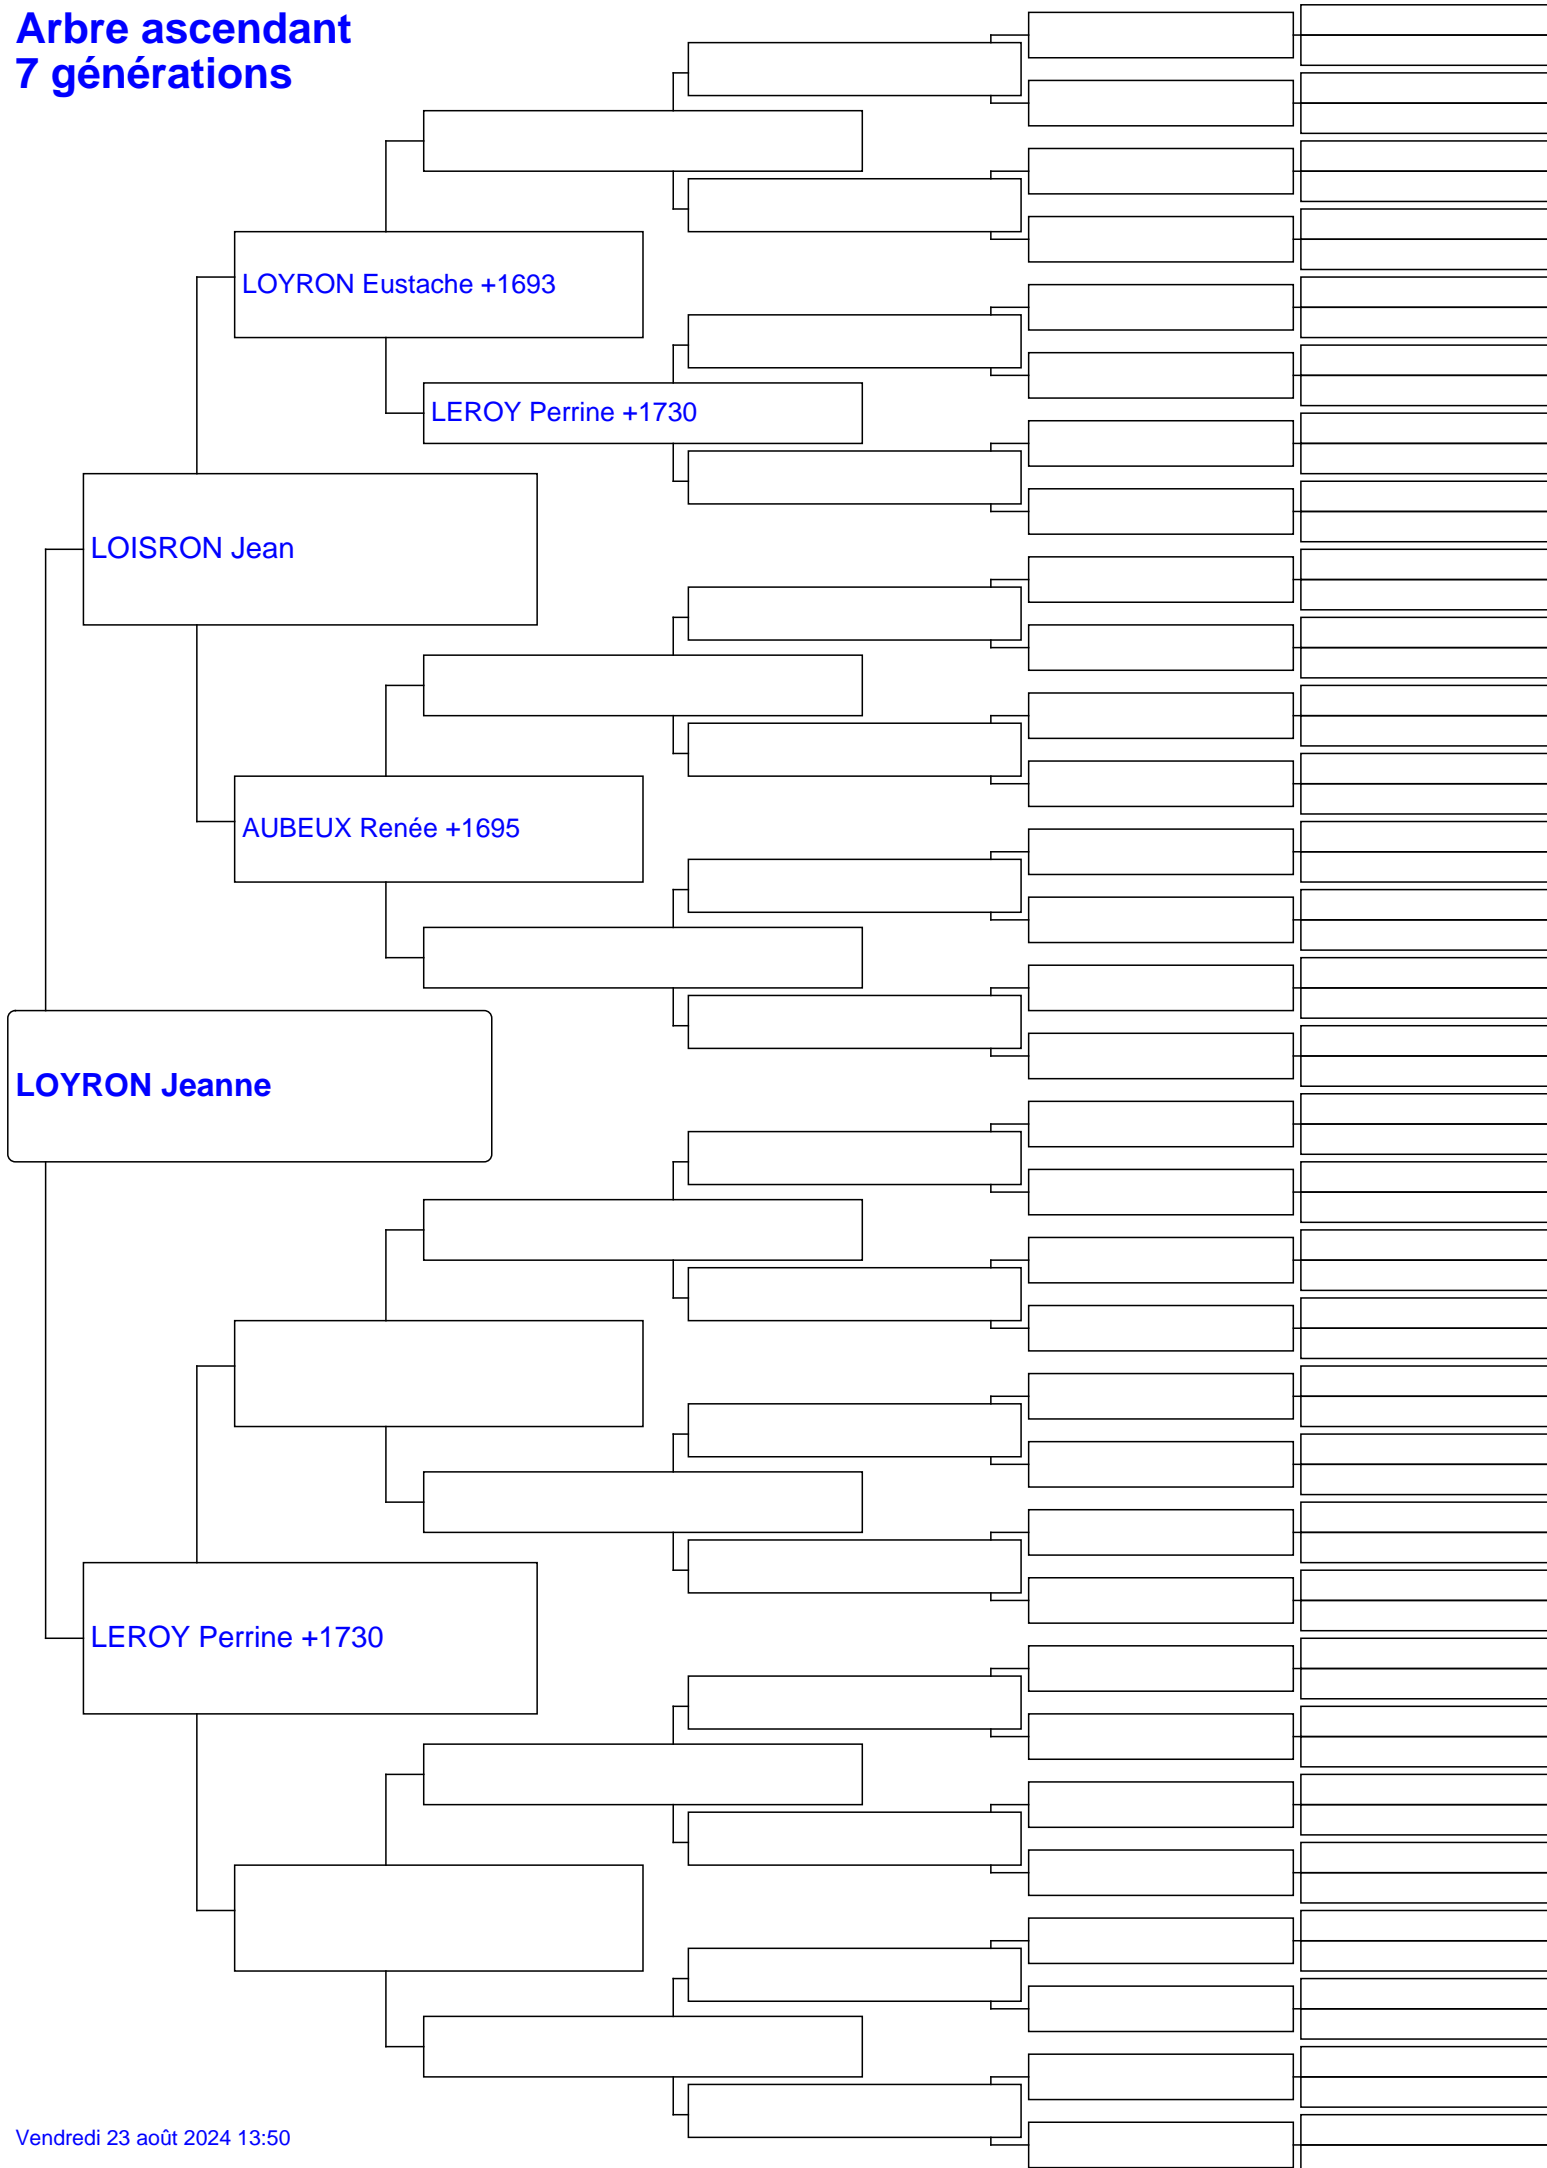 Arbre ascendant
7 générations
LOYRON Eustache +1693
LEROY Perrine +1730
LOISRON Jean
AUBEUX Renée +1695
LOYRON Jeanne
LEROY Perrine +1730
Vendredi 23 août 2024 13:50